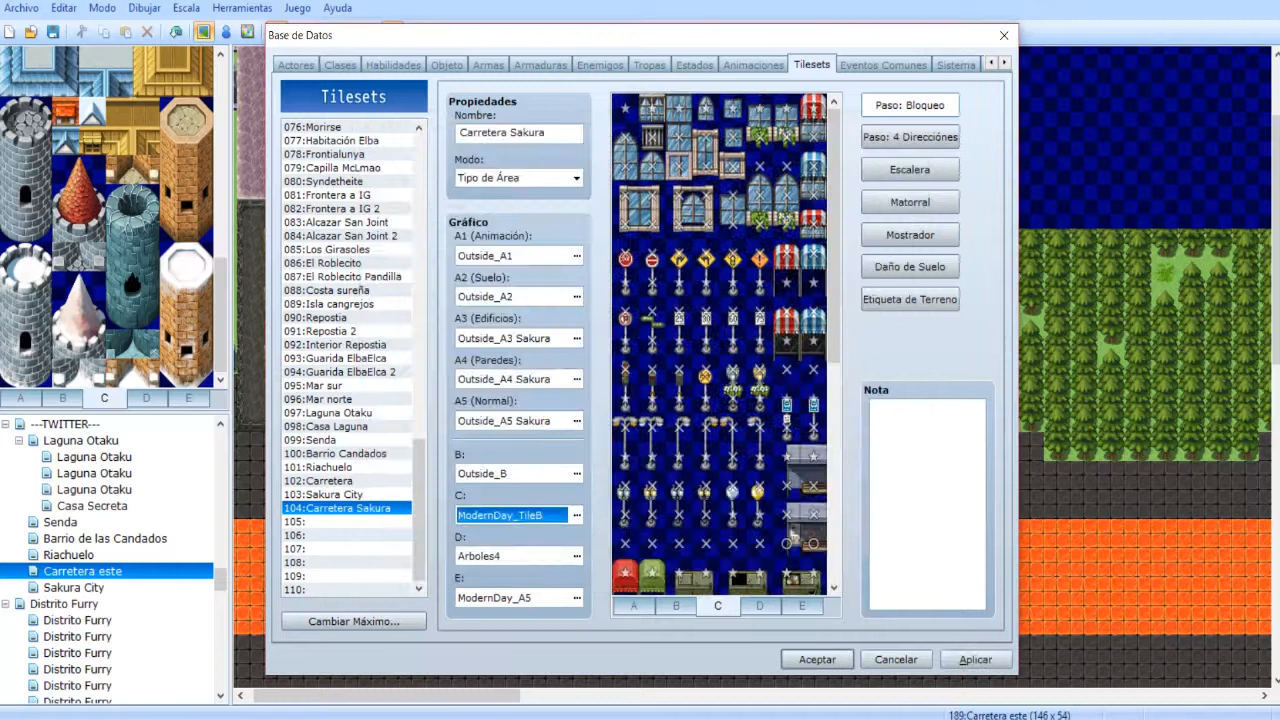 Archivo Editar Modo Dibujar Escala Herramientas Juego Ayuda
Base de Datos
Actores Clases Habilidades Objeto Armas Armaduras Enemigos Tropas Estados Animaciones Tilesets Eventos Comunes Sistema
Tilesets
076:Morirse
077:Habitación Elba
078:Frontialunya
079:Capilla McLmao
080:Syndetheite
081:Frontera a IG
082:Frontera a IG 2
083:Alcazar San Joint
084:Alcazar San Joint 2
085:Los Girasoles
086:El Roblecito
087:El Roblecito Pandilla
088:Costa sureña
089:Isla cangrejos
090:Repostia
091:Repostia 2
092:Interior Repostia
093:Guarida ElbaElca
094:Guarida ElbaElca 2
095:Mar sur
096:Mar norte
097:Laguna Otaku
098:Casa Laguna
099:Senda
100:Barrio Candados
101:Riachuelo
102:Carretera
103:Sakura City
104:Carretera Sakura
105:
106:
107:
108:
109:
110:
Cambiar Máximo...
Propiedades
Nombre:
Carretera Sakura
Modo:
Tipo de Área
Gráfico
A1 (Animación):
Outside_A1
A2 (Suelo):
Outside_A2
A3 (Edificios):
Outside_A3 Sakura
A4 (Paredes):
Outside_A4 Sakura
A5 (Normal):
Outside_A5 Sakura
B:
Outside_B
C:
ModernDay_TileB
D:
Arboles4
E:
ModernDay_A5
A B C D E
Paso: Bloqueo
Paso: 4 Direcciónes
Escalera
Matorral
Mostrador
Daño de Suelo
Etiqueta de Terreno
Nota
Aceptar Cancelar Aplicar
A B C D E
---TWITTER---
Laguna Otaku
Laguna Otaku
Laguna Otaku
Laguna Otaku
Casa Secreta
Senda
Barrio de las Candados
Riachuelo
Carretera este
Sakura City
Distrito Furry
Distrito Furry
Distrito Furry
Distrito Furry
Distrito Furry
Distrito Furry
Distrito Furry
189:Carretera este (146 x 54)